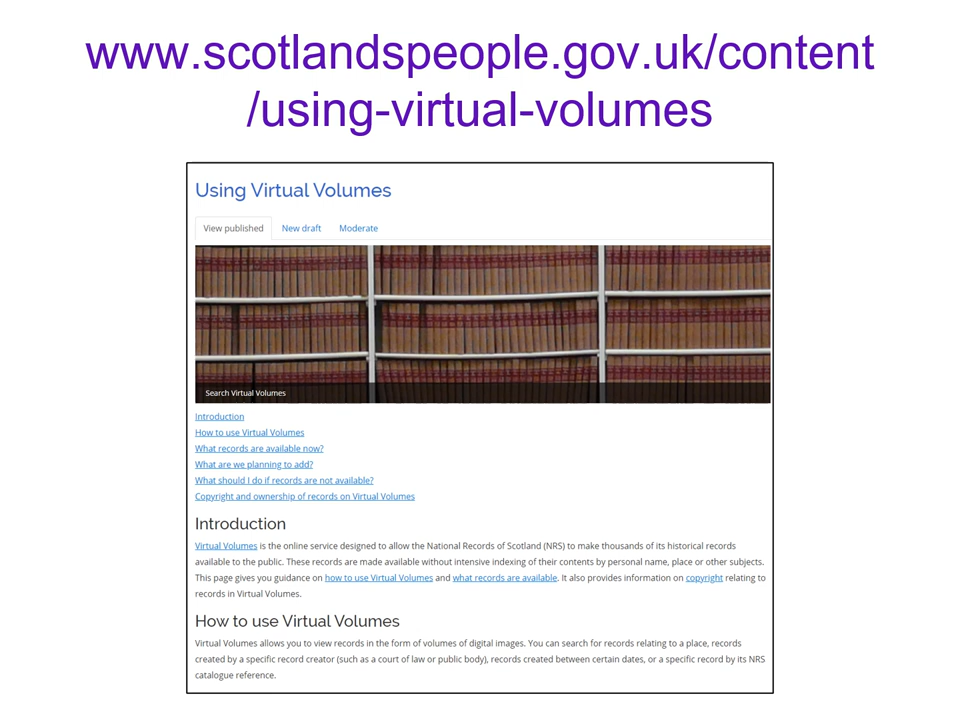 www.scotlandspeople.gov.uk/content
/using-virtual-volumes
Using Virtual Volumes
View published New draft Moderate
Search Virtual Volumes
Introduction
How to use Virtual Volumes
What records are available now?
What are we planning to add?
What should I do if records are not available?
Copyright and ownership of records on Virtual Volumes
Introduction
Virtual Volumes is the online service designed to allow the National Records of Scotland (NRS) to make thousands of its historical records
available to the public. These records are made available without intensive indexing of their contents by personal name, place or other subjects.
This page gives you guidance on how to use Virtual Volumes and what records are available. It also provides information on copyright relating to
records in Virtual Volumes.
How to use Virtual Volumes
Virtual Volumes allows you to view records in the form of volumes of digital images. You can search for records relating to a place, records
created by a specific record creator (such as a court of law or public body), records created between certain dates, or a specific record by its NRS
catalogue reference.